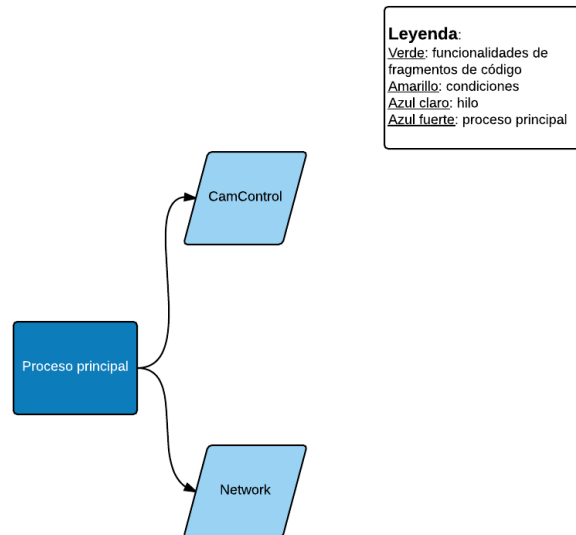 Leyenda:
Verde: funcionalidades de
fragmentos de código
Amarillo: condiciones
Azul claro: hilo
Azul fuerte: proceso principal
CamControl
Proceso principal
Network